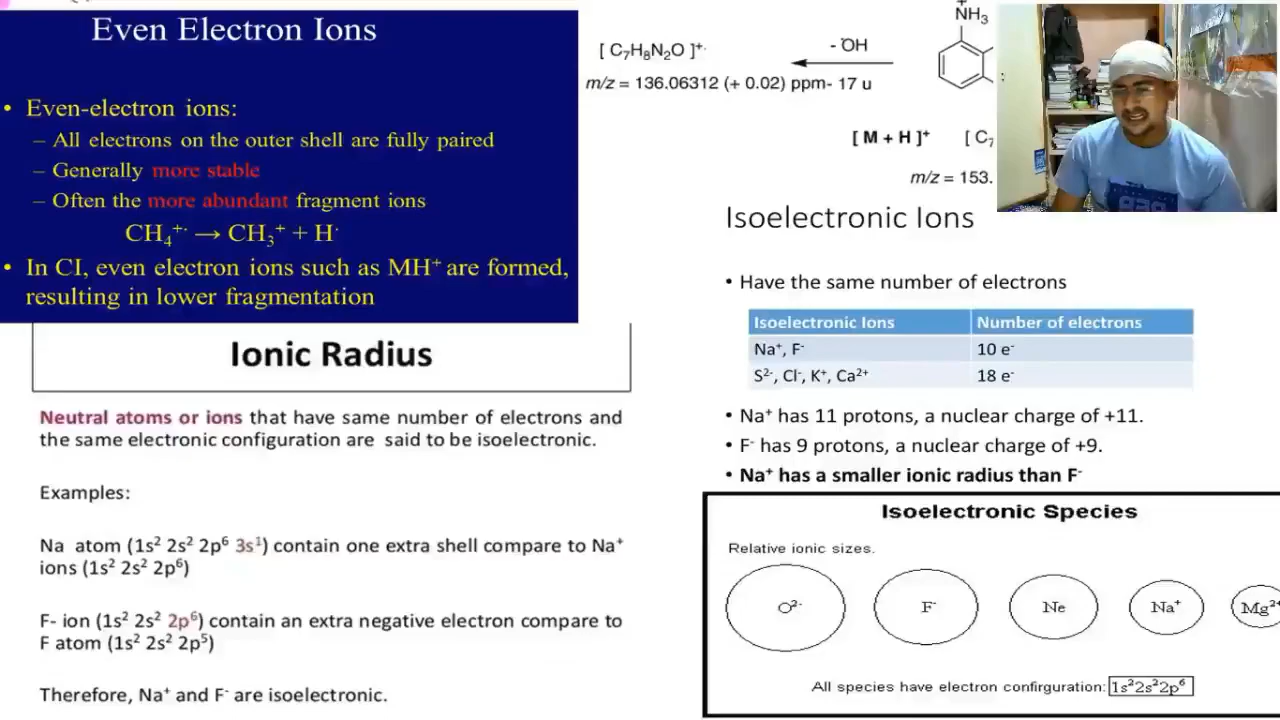 Even Electron Ions
• Even-electron ions:
– All electrons on the outer shell are fully paired
– Generally more stable
– Often the more abundant fragment ions
CH₄⁺· → CH₃⁺ + H·
• In CI, even electron ions such as MH⁺ are formed,
resulting in lower fragmentation
Ionic Radius
Neutral atoms or ions that have same number of electrons and
the same electronic configuration are said to be isoelectronic.
Examples:
Na atom (1s² 2s² 2p⁶ 3s¹) contain one extra shell compare to Na⁺
ions (1s² 2s² 2p⁶)
F- ion (1s² 2s² 2p⁶) contain an extra negative electron compare to
F atom (1s² 2s² 2p⁵)
Therefore, Na⁺ and F⁻ are isoelectronic.
+
NH₃
[ C₇H₈N₂O ]⁺·
- ·OH
m/z = 136.06312 (+ 0.02) ppm- 17 u
[ M + H ]⁺ [ C₇
m/z = 153.
Isoelectronic Ions
• Have the same number of electrons
Isoelectronic Ions Number of electrons
Na⁺, F⁻ 10 e⁻
S²⁻, Cl⁻, K⁺, Ca²⁺ 18 e⁻
• Na⁺ has 11 protons, a nuclear charge of +11.
• F⁻ has 9 protons, a nuclear charge of +9.
• Na⁺ has a smaller ionic radius than F⁻
Isoelectronic Species
Relative ionic sizes.
O²⁻ F⁻ Ne Na⁺ Mg²⁺
All species have electron confirguration: 1s²2s²2p⁶